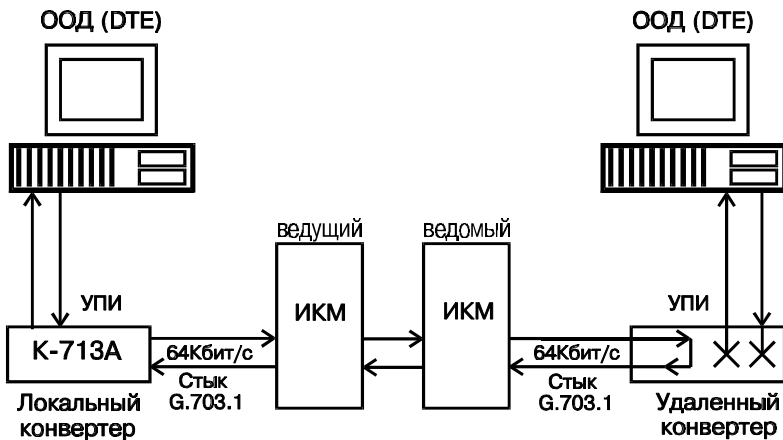 ООД (DTE)
ООД (DTE)
ведущий
ведомый
УПИ
УПИ
ИКМ
ИКМ
К-713А
64Кбит/с
64Кбит/с
Стык
G.703.1
Стык
G.703.1
Локальный
конвертер
Удаленный
конвертер